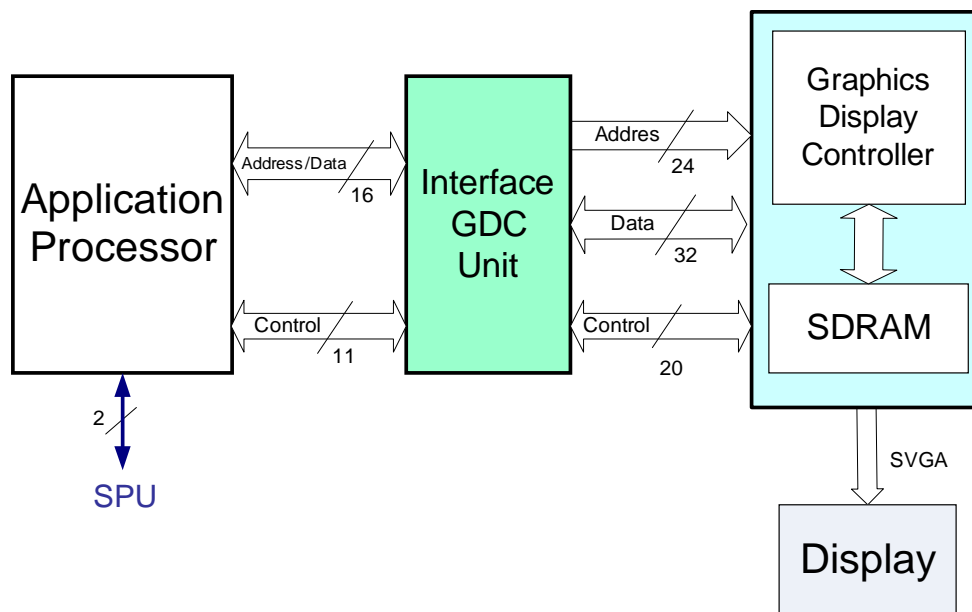 Application
Processor
Address/Data
16
Control
11
2
SPU
Interface
GDC
Unit
Addres
24
Data
32
Control
20
Graphics
Display
Controller
SDRAM
SVGA
Display